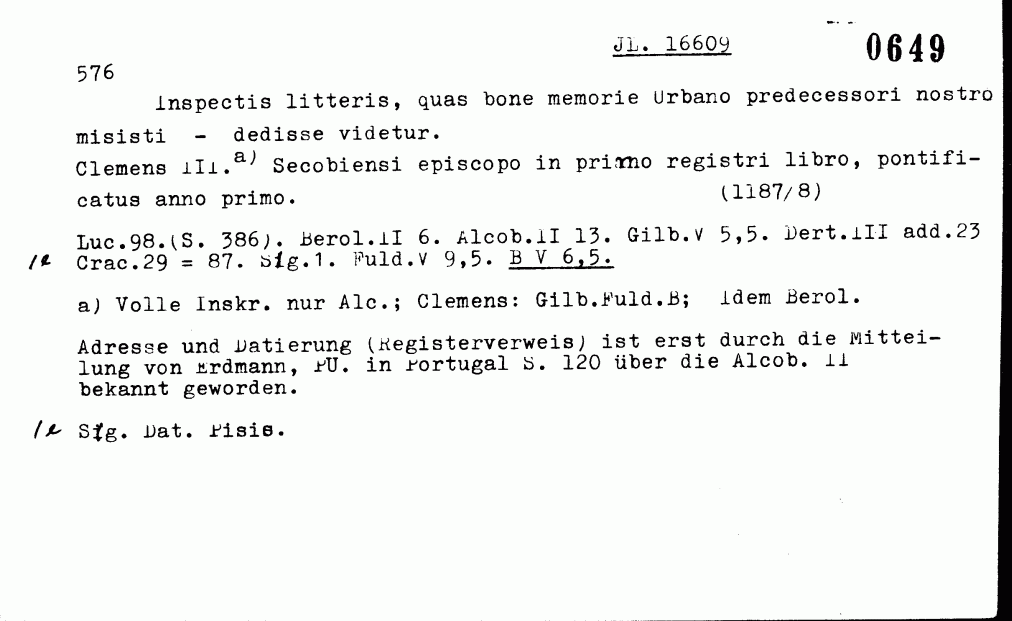 JL. 16609
0649
576
Inspectis litteris, quas bone memorie Urbano predecessori nostro
misisti - dedisse videtur.
Clemens III.a) Secobiensi episcopo in primo registri libro, pontifi-
catus anno primo. (1187/8)
Luc.98.(S. 386). Berol.II 6. Alcob.II 13. Gilb.V 5,5. Dert.III add.23
/e Crac.29 = 87. Sig.1. Fuld.V 9,5. B V 6,5.
a) Volle Inskr. nur Alc.; Clemens: Gilb.Fuld.B; Idem Berol.
Adresse und Datierung (Registerverweis) ist erst durch die Mittei-
lung von Erdmann, PU. in Portugal S. 120 über die Alcob. II
bekannt geworden.
/e Sig. Dat. Pisis.